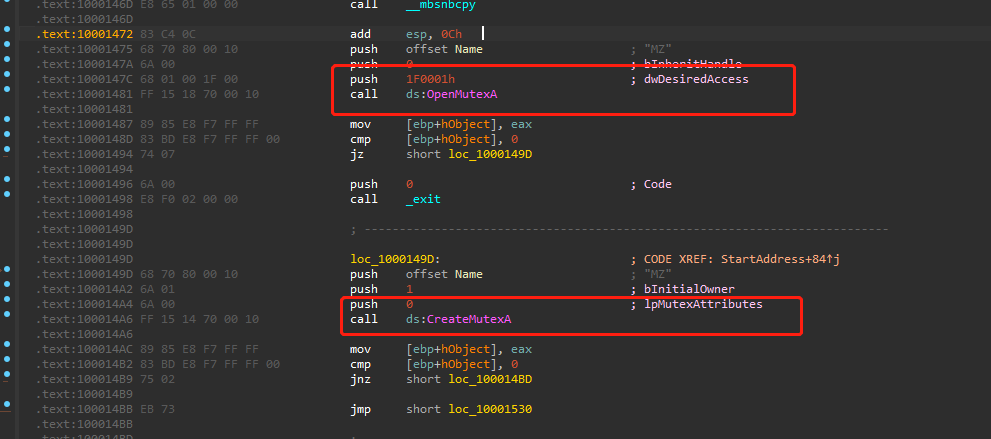 .text:1000146D E8 65 01 00 00 call __mbsnbcpy
.text:1000146D
.text:10001472 83 C4 0C add esp, 0Ch
.text:10001475 68 70 80 00 10 push offset Name ; "MZ"
.text:1000147A 6A 00 push 0 ; bInheritHandle
.text:1000147C 68 01 00 1F 00 push 1F0001h ; dwDesiredAccess
.text:10001481 FF 15 18 70 00 10 call ds:OpenMutexA
.text:10001481
.text:10001487 89 85 E8 F7 FF FF mov [ebp+hObject], eax
.text:1000148D 83 BD E8 F7 FF FF 00 cmp [ebp+hObject], 0
.text:10001494 74 07 jz short loc_1000149D
.text:10001494
.text:10001496 6A 00 push 0 ; Code
.text:10001498 E8 F0 02 00 00 call _exit
.text:10001498
.text:1000149D ; ---------------------------------------------------------------------------
.text:1000149D
.text:1000149D loc_1000149D: ; CODE XREF: StartAddress+84↑j
.text:1000149D 68 70 80 00 10 push offset Name ; "MZ"
.text:100014A2 6A 01 push 1 ; bInitialOwner
.text:100014A4 6A 00 push 0 ; lpMutexAttributes
.text:100014A6 FF 15 14 70 00 10 call ds:CreateMutexA
.text:100014A6
.text:100014AC 89 85 E8 F7 FF FF mov [ebp+hObject], eax
.text:100014B2 83 BD E8 F7 FF FF 00 cmp [ebp+hObject], 0
.text:100014B9 75 02 jnz short loc_100014BD
.text:100014B9
.text:100014BB EB 73 jmp short loc_10001530
.text:100014BB
.text:100014BD ;